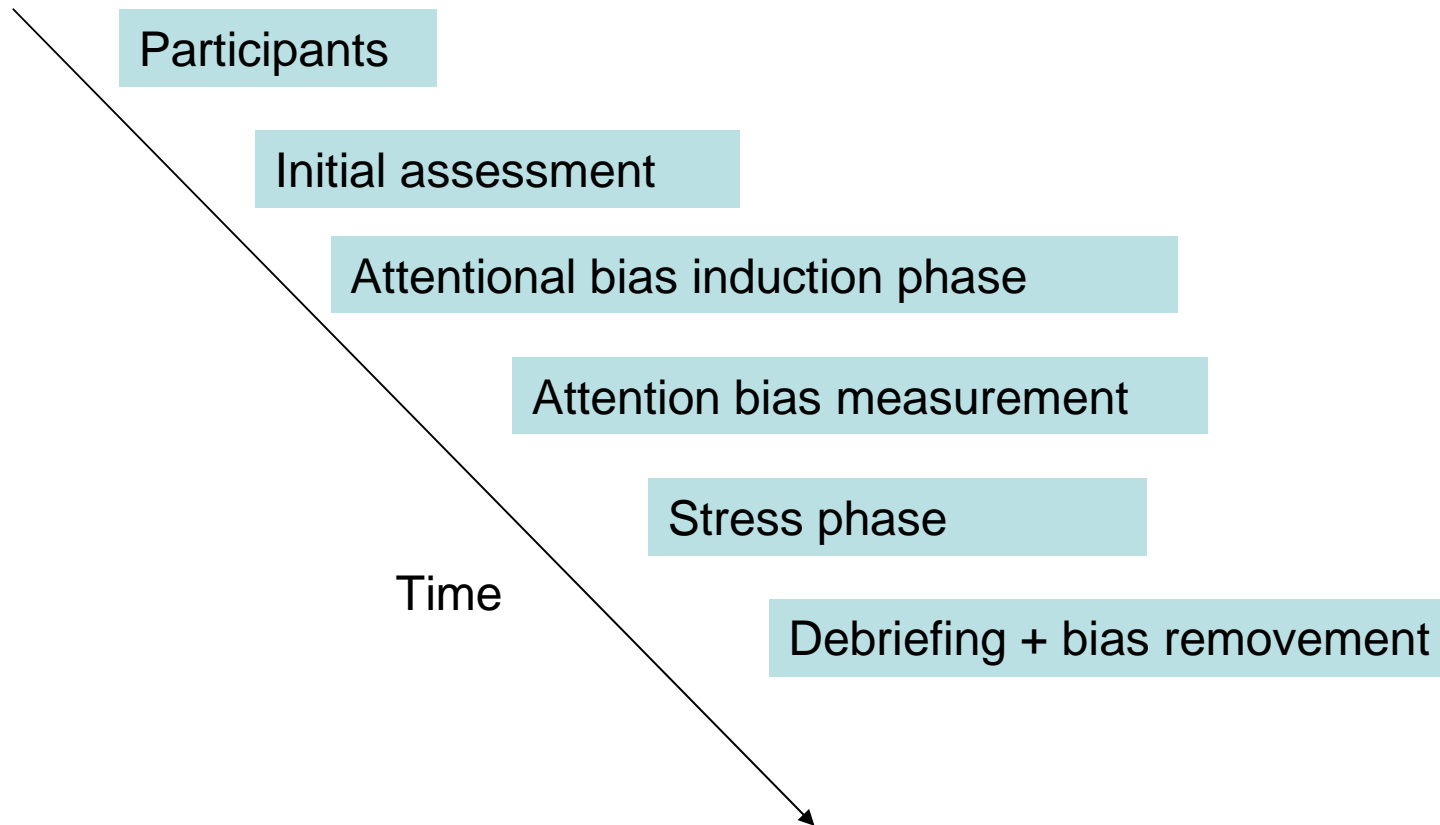 Participants
Initial assessment
Attentional bias induction phase
Attention bias measurement
Stress phase
Time
Debriefing + bias removement